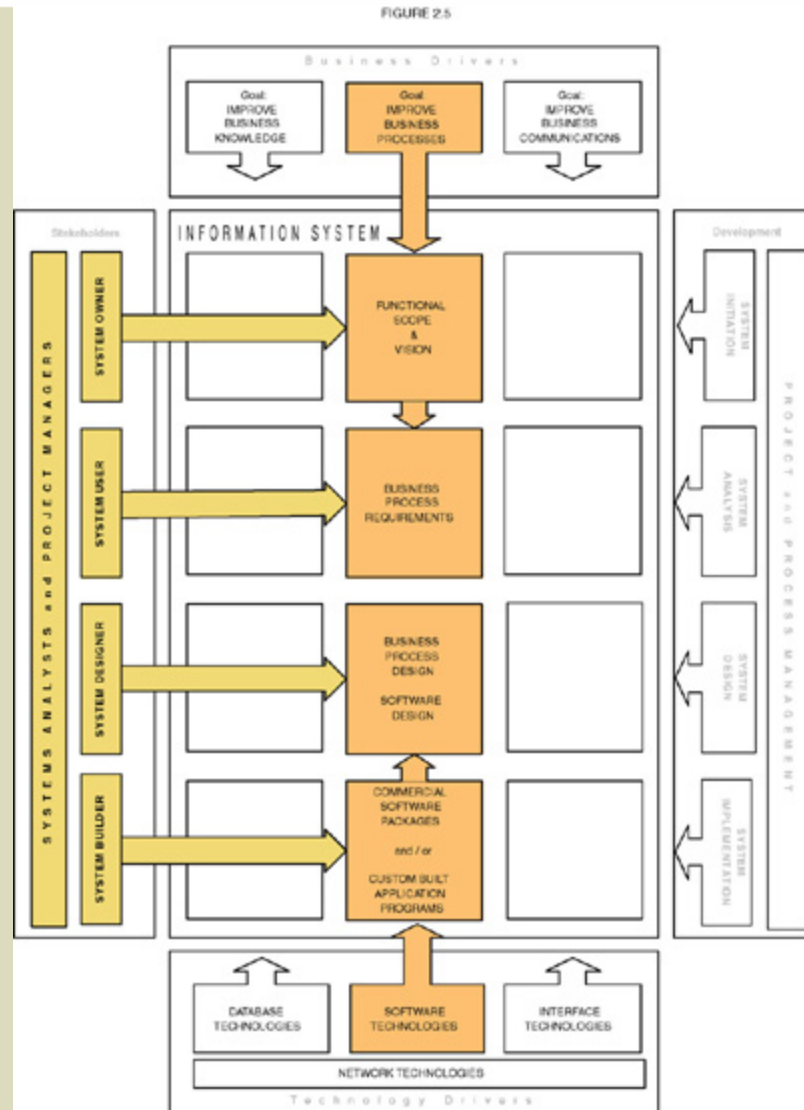 FIGURE 2.5
Business Drivers
Goal:
IMPROVE
BUSINESS
KNOWLEDGE
Goal:
IMPROVE
BUSINESS
PROCESSES
Goal:
IMPROVE
BUSINESS
COMMUNICATIONS
Stakeholders
SYSTEMS ANALYSTS and PROJECT MANAGERS
SYSTEM OWNER
SYSTEM USER
SYSTEM DESIGNER
SYSTEM BUILDER
INFORMATION SYSTEM
FUNCTIONAL
SCOPE
&
VISION
BUSINESS
PROCESS
REQUIREMENTS
BUSINESS
PROCESS
DESIGN
SOFTWARE
DESIGN
COMMERCIAL
SOFTWARE
PACKAGES
and / or
CUSTOM BUILT
APPLICATION
PROGRAMS
Development
SYSTEM
INITIATION
SYSTEM
ANALYSIS
SYSTEM
DESIGN
SYSTEM
IMPLEMENTATION
PROJECT and PROCESS MANAGEMENT
DATABASE
TECHNOLOGIES
SOFTWARE
TECHNOLOGIES
INTERFACE
TECHNOLOGIES
NETWORK TECHNOLOGIES
Technology Drivers